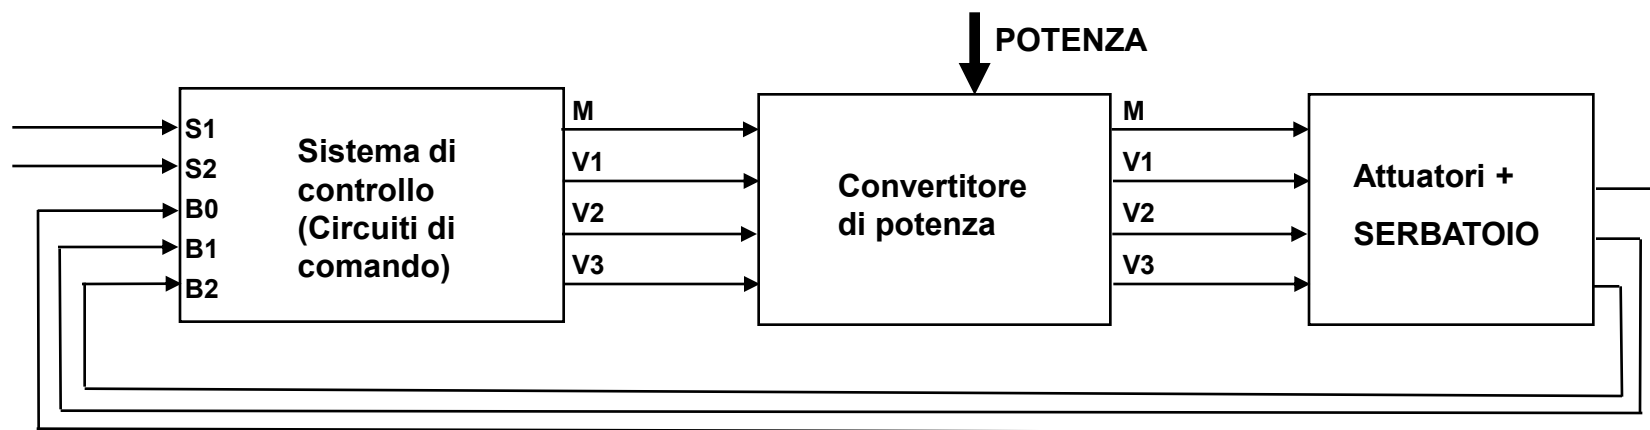 POTENZA
S1
S2
B0
B1
B2
Sistema di
controllo
(Circuiti di
comando)
M
V1
V2
V3
Convertitore
di potenza
M
V1
V2
V3
Attuatori +
SERBATOIO